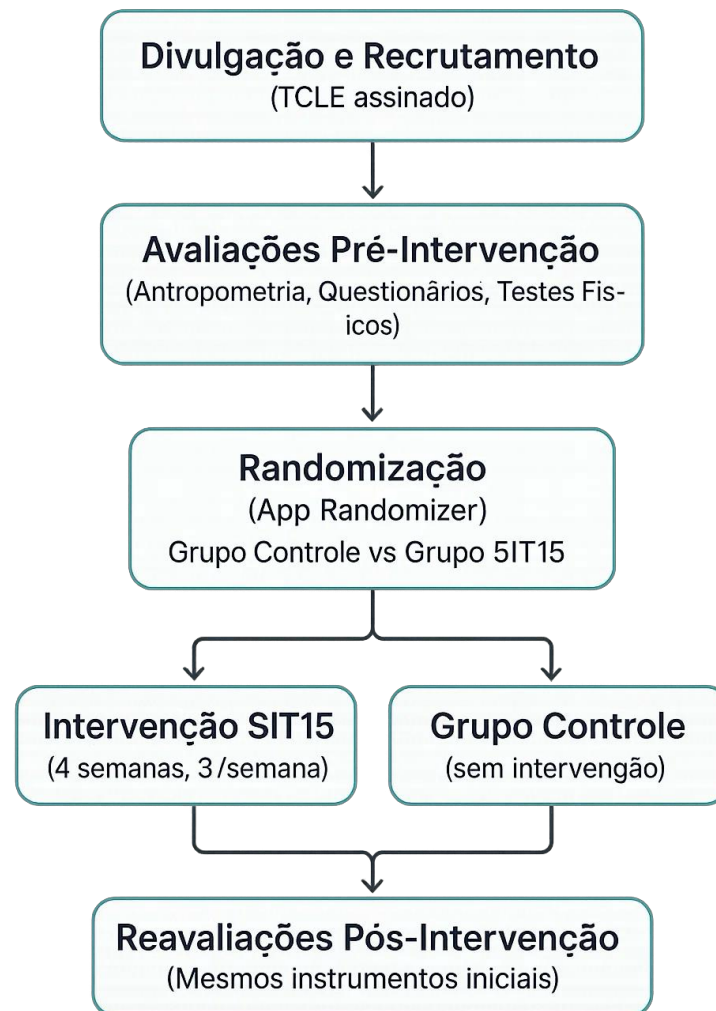 Divulgação e Recrutamento
(TCLE assinado)
Avaliações Pré-Intervenção
(Antropometria, Questionârios, Testes Fis-
icos)
Randomização
(App Randomizer)
Grupo Controle vs Grupo 5IT15
Intervenção SIT15
(4 semanas, 3/semana)
Grupo Controle
(sem intervengão)
Reavaliações Pós-Intervenção
(Mesmos instrumentos iniciais)